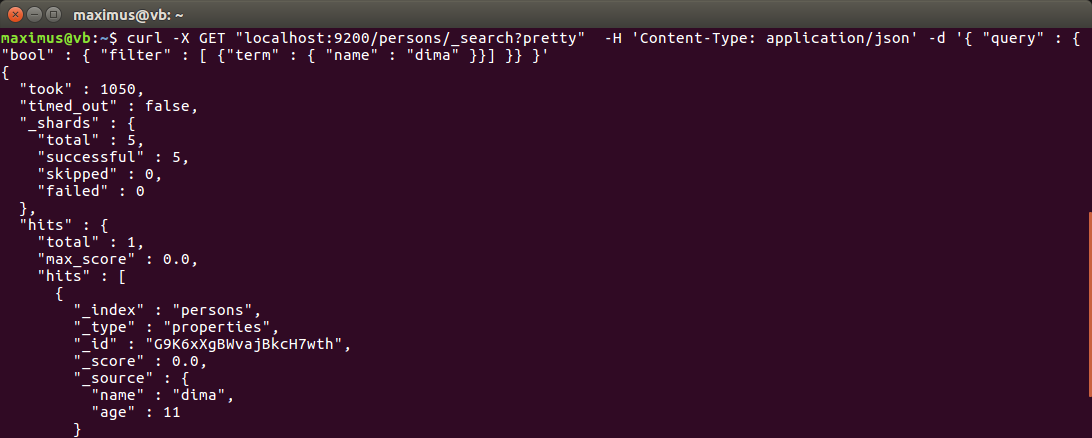 maximus@vb: ~
maximus@vb:~$ curl -X GET "localhost:9200/persons/_search?pretty"  -H 'Content-Type: application/json' -d '{ "query" : {
"bool" : { "filter" : [ {"term" : { "name" : "dima" }}] }} }'
{
  "took" : 1050,
  "timed_out" : false,
  "_shards" : {
    "total" : 5,
    "successful" : 5,
    "skipped" : 0,
    "failed" : 0
  },
  "hits" : {
    "total" : 1,
    "max_score" : 0.0,
    "hits" : [
      {
        "_index" : "persons",
        "_type" : "properties",
        "_id" : "G9K6xXgBWvajBkcH7wth",
        "_score" : 0.0,
        "_source" : {
          "name" : "dima",
          "age" : 11
        }